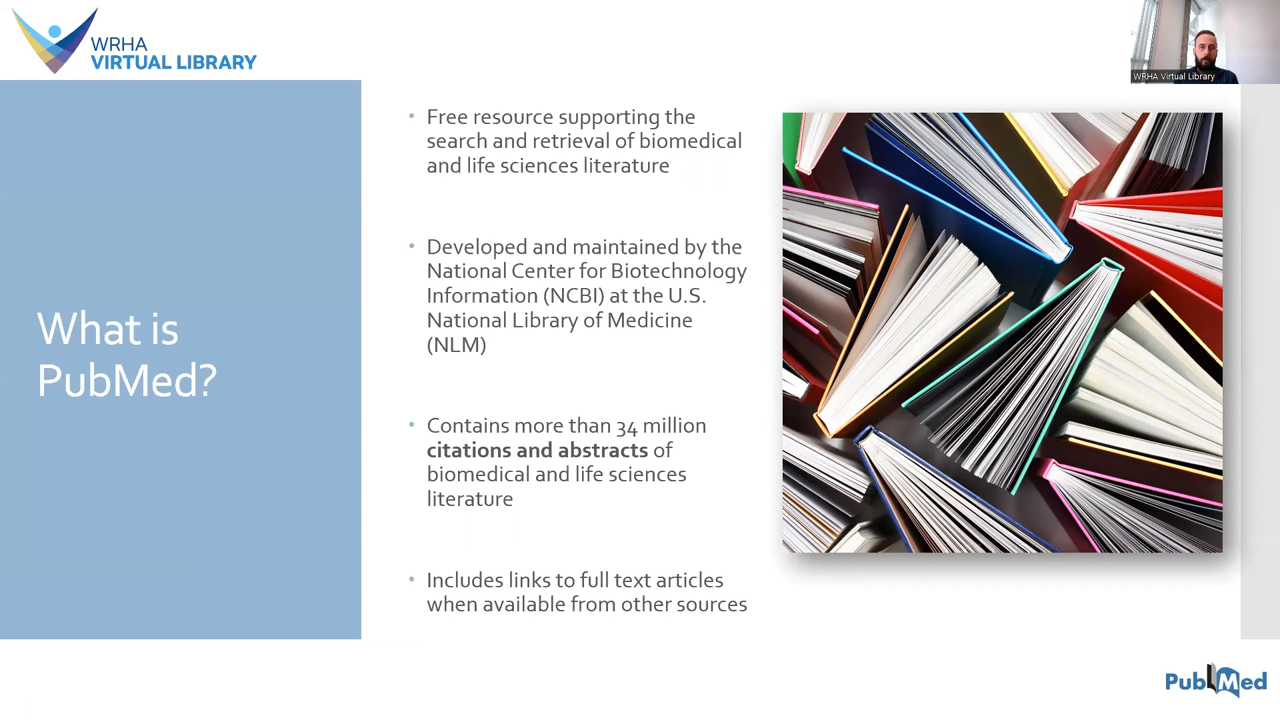 WRHA
VIRTUAL LIBRARY
WRHA Virtual Library
What is
PubMed?
• Free resource supporting the
search and retrieval of biomedical
and life sciences literature
• Developed and maintained by the
National Center for Biotechnology
Information (NCBI) at the U.S.
National Library of Medicine
(NLM)
• Contains more than 34 million
citations and abstracts of
biomedical and life sciences
literature
• Includes links to full text articles
when available from other sources
PubMed